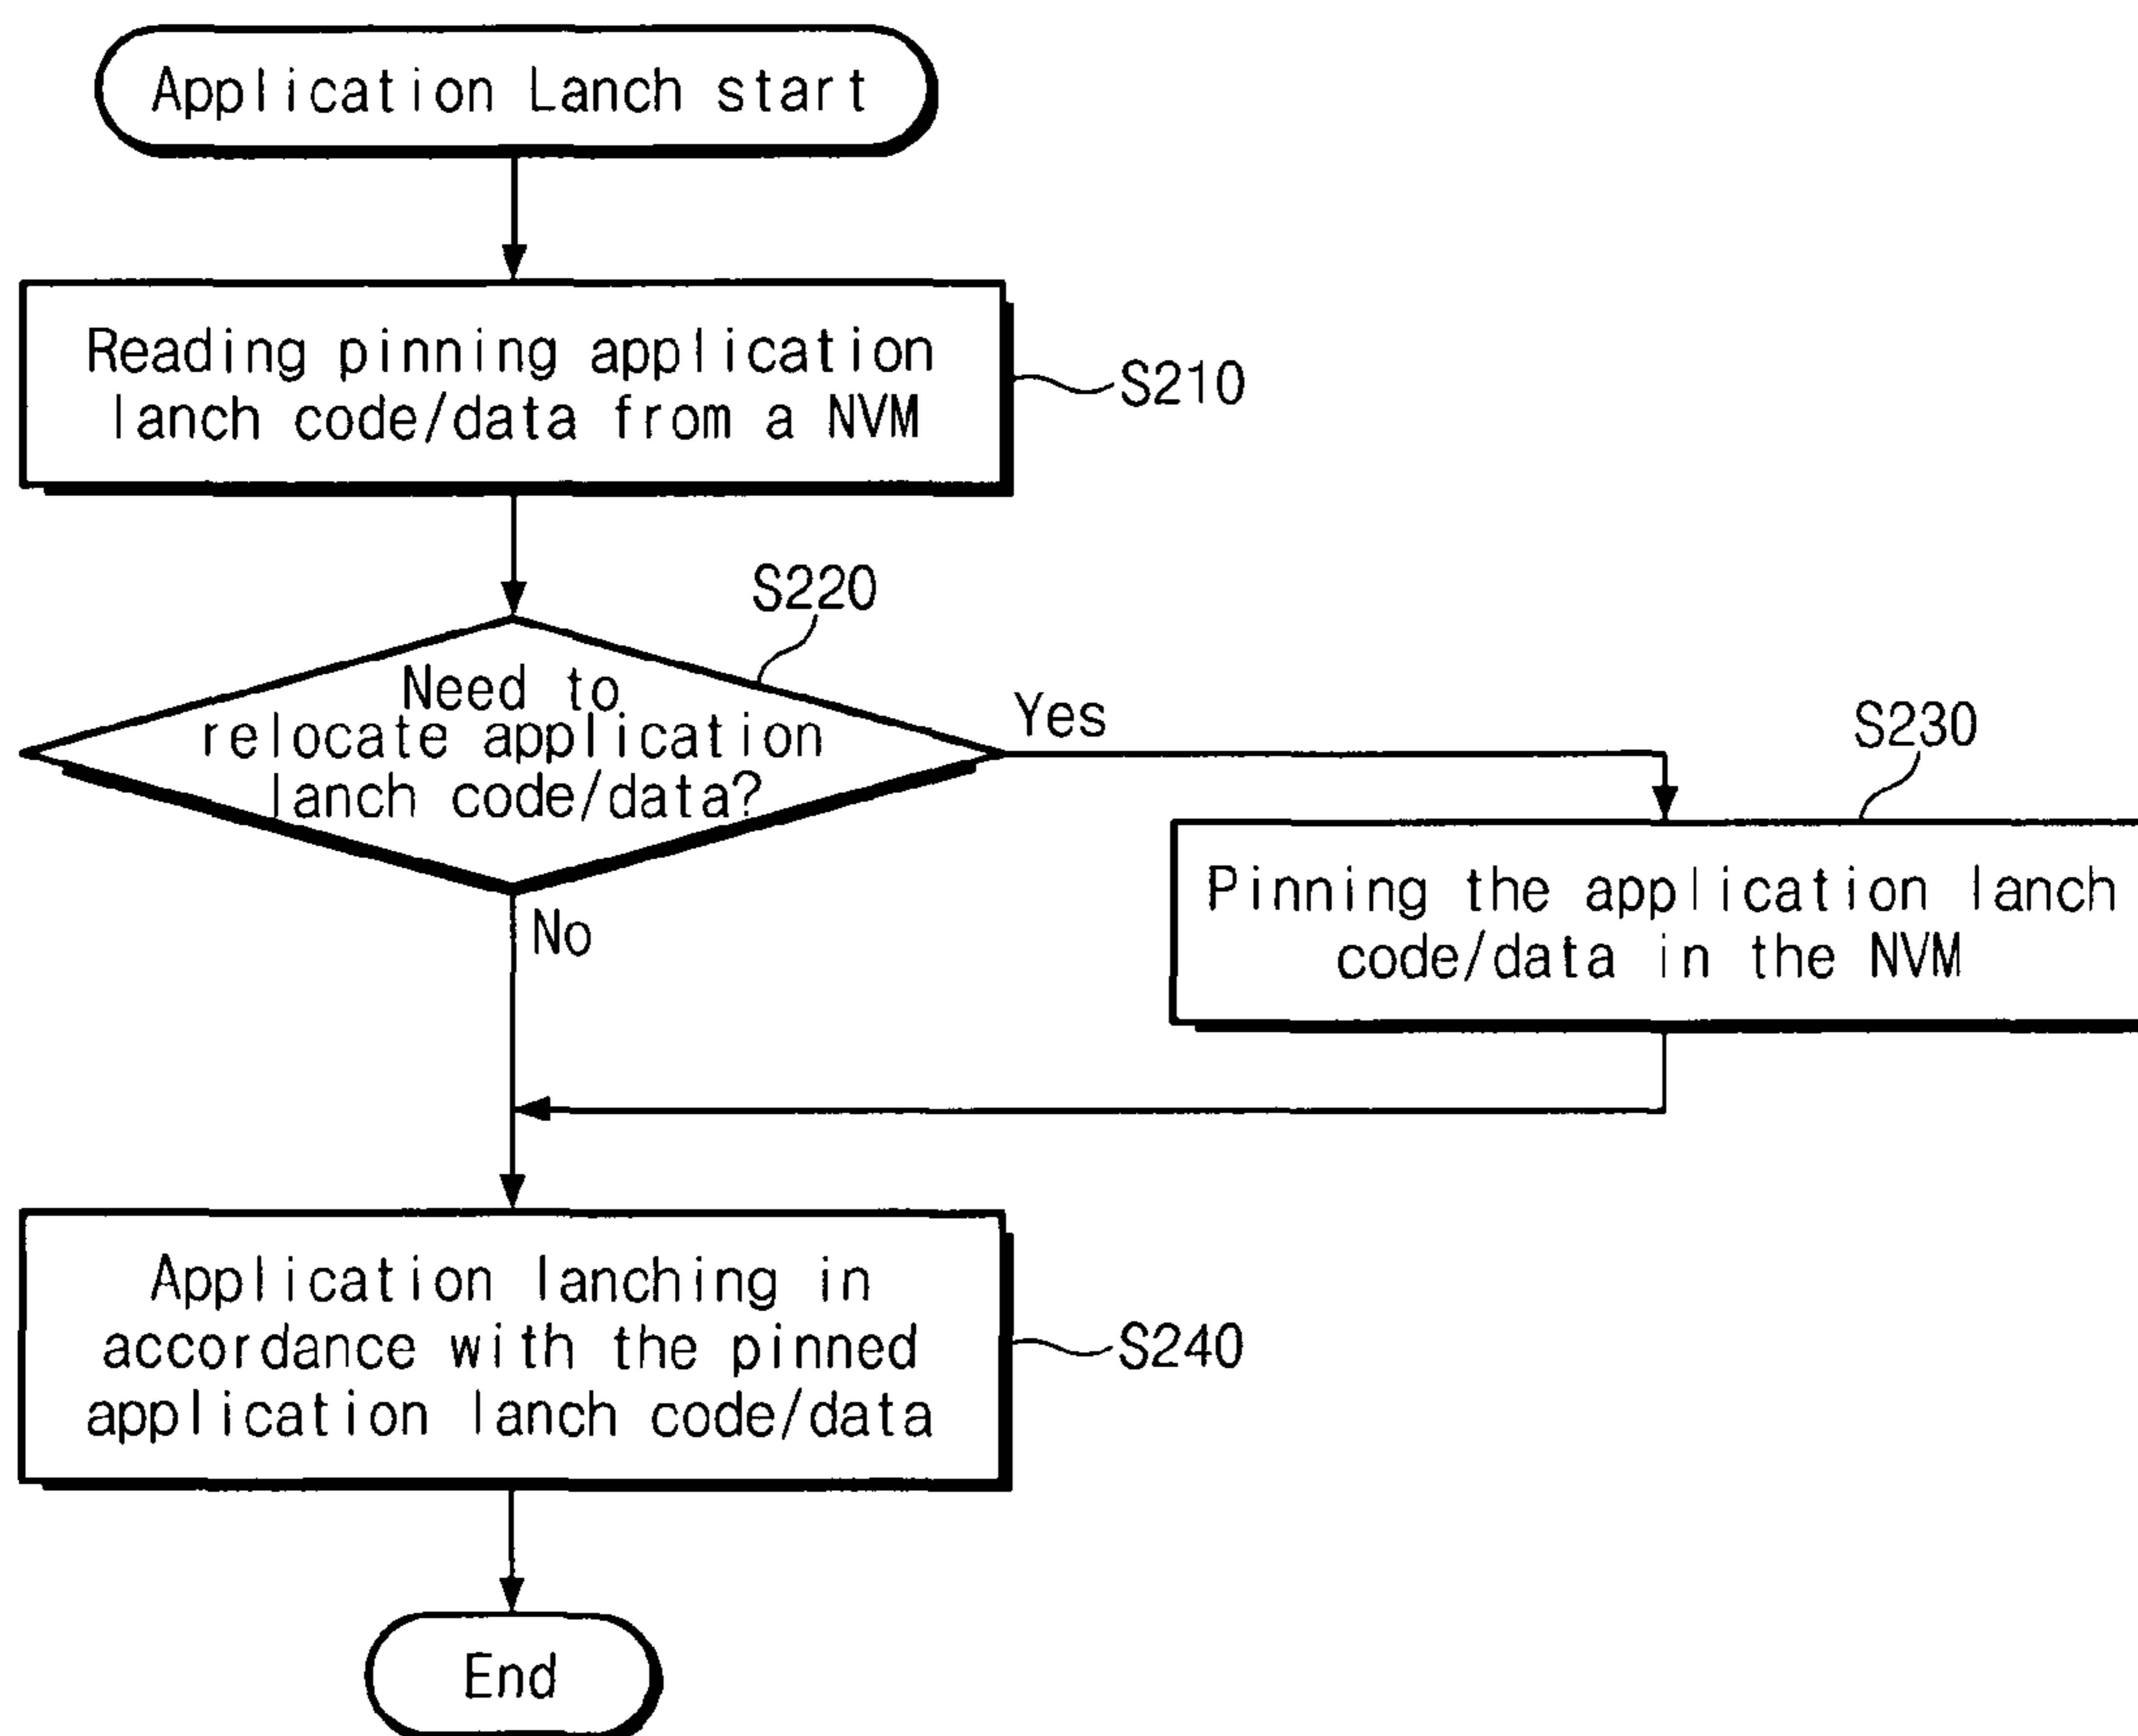 Application Lanch start
Reading pinning application
lanch code/data from a NVM
S210
S220
Need to
relocate application
lanch code/data?
Yes
No
S230
Pinning the application lanch
code/data in the NVM
Application lanching in
accordance with the pinned
application lanch code/data
S240
End